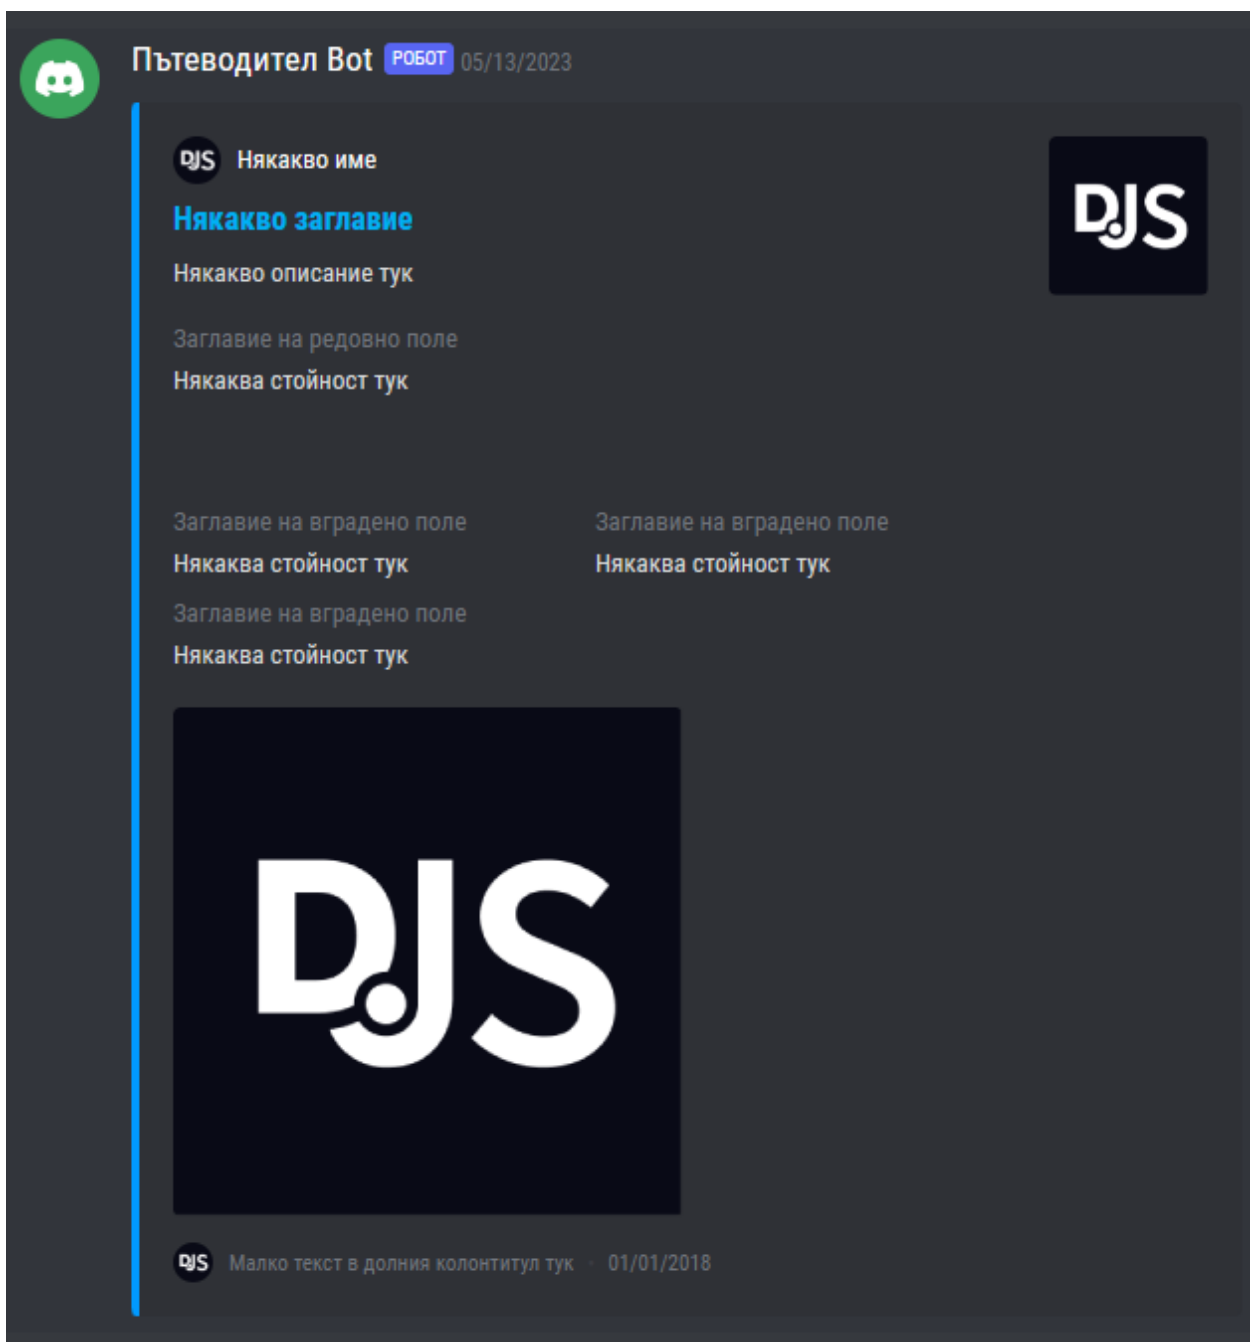 Пътеводител Bot РОБОТ 05/13/2023
DJS Някакво име
DJS
Някакво заглавие
Някакво описание тук
Заглавие на редовно поле
Някаква стойност тук
Заглавие на вградено поле Заглавие на вградено поле
Някаква стойност тук Някаква стойност тук
Заглавие на вградено поле
Някаква стойност тук
DJS
DJS Малко текст в долния колонтитул тук · 01/01/2018